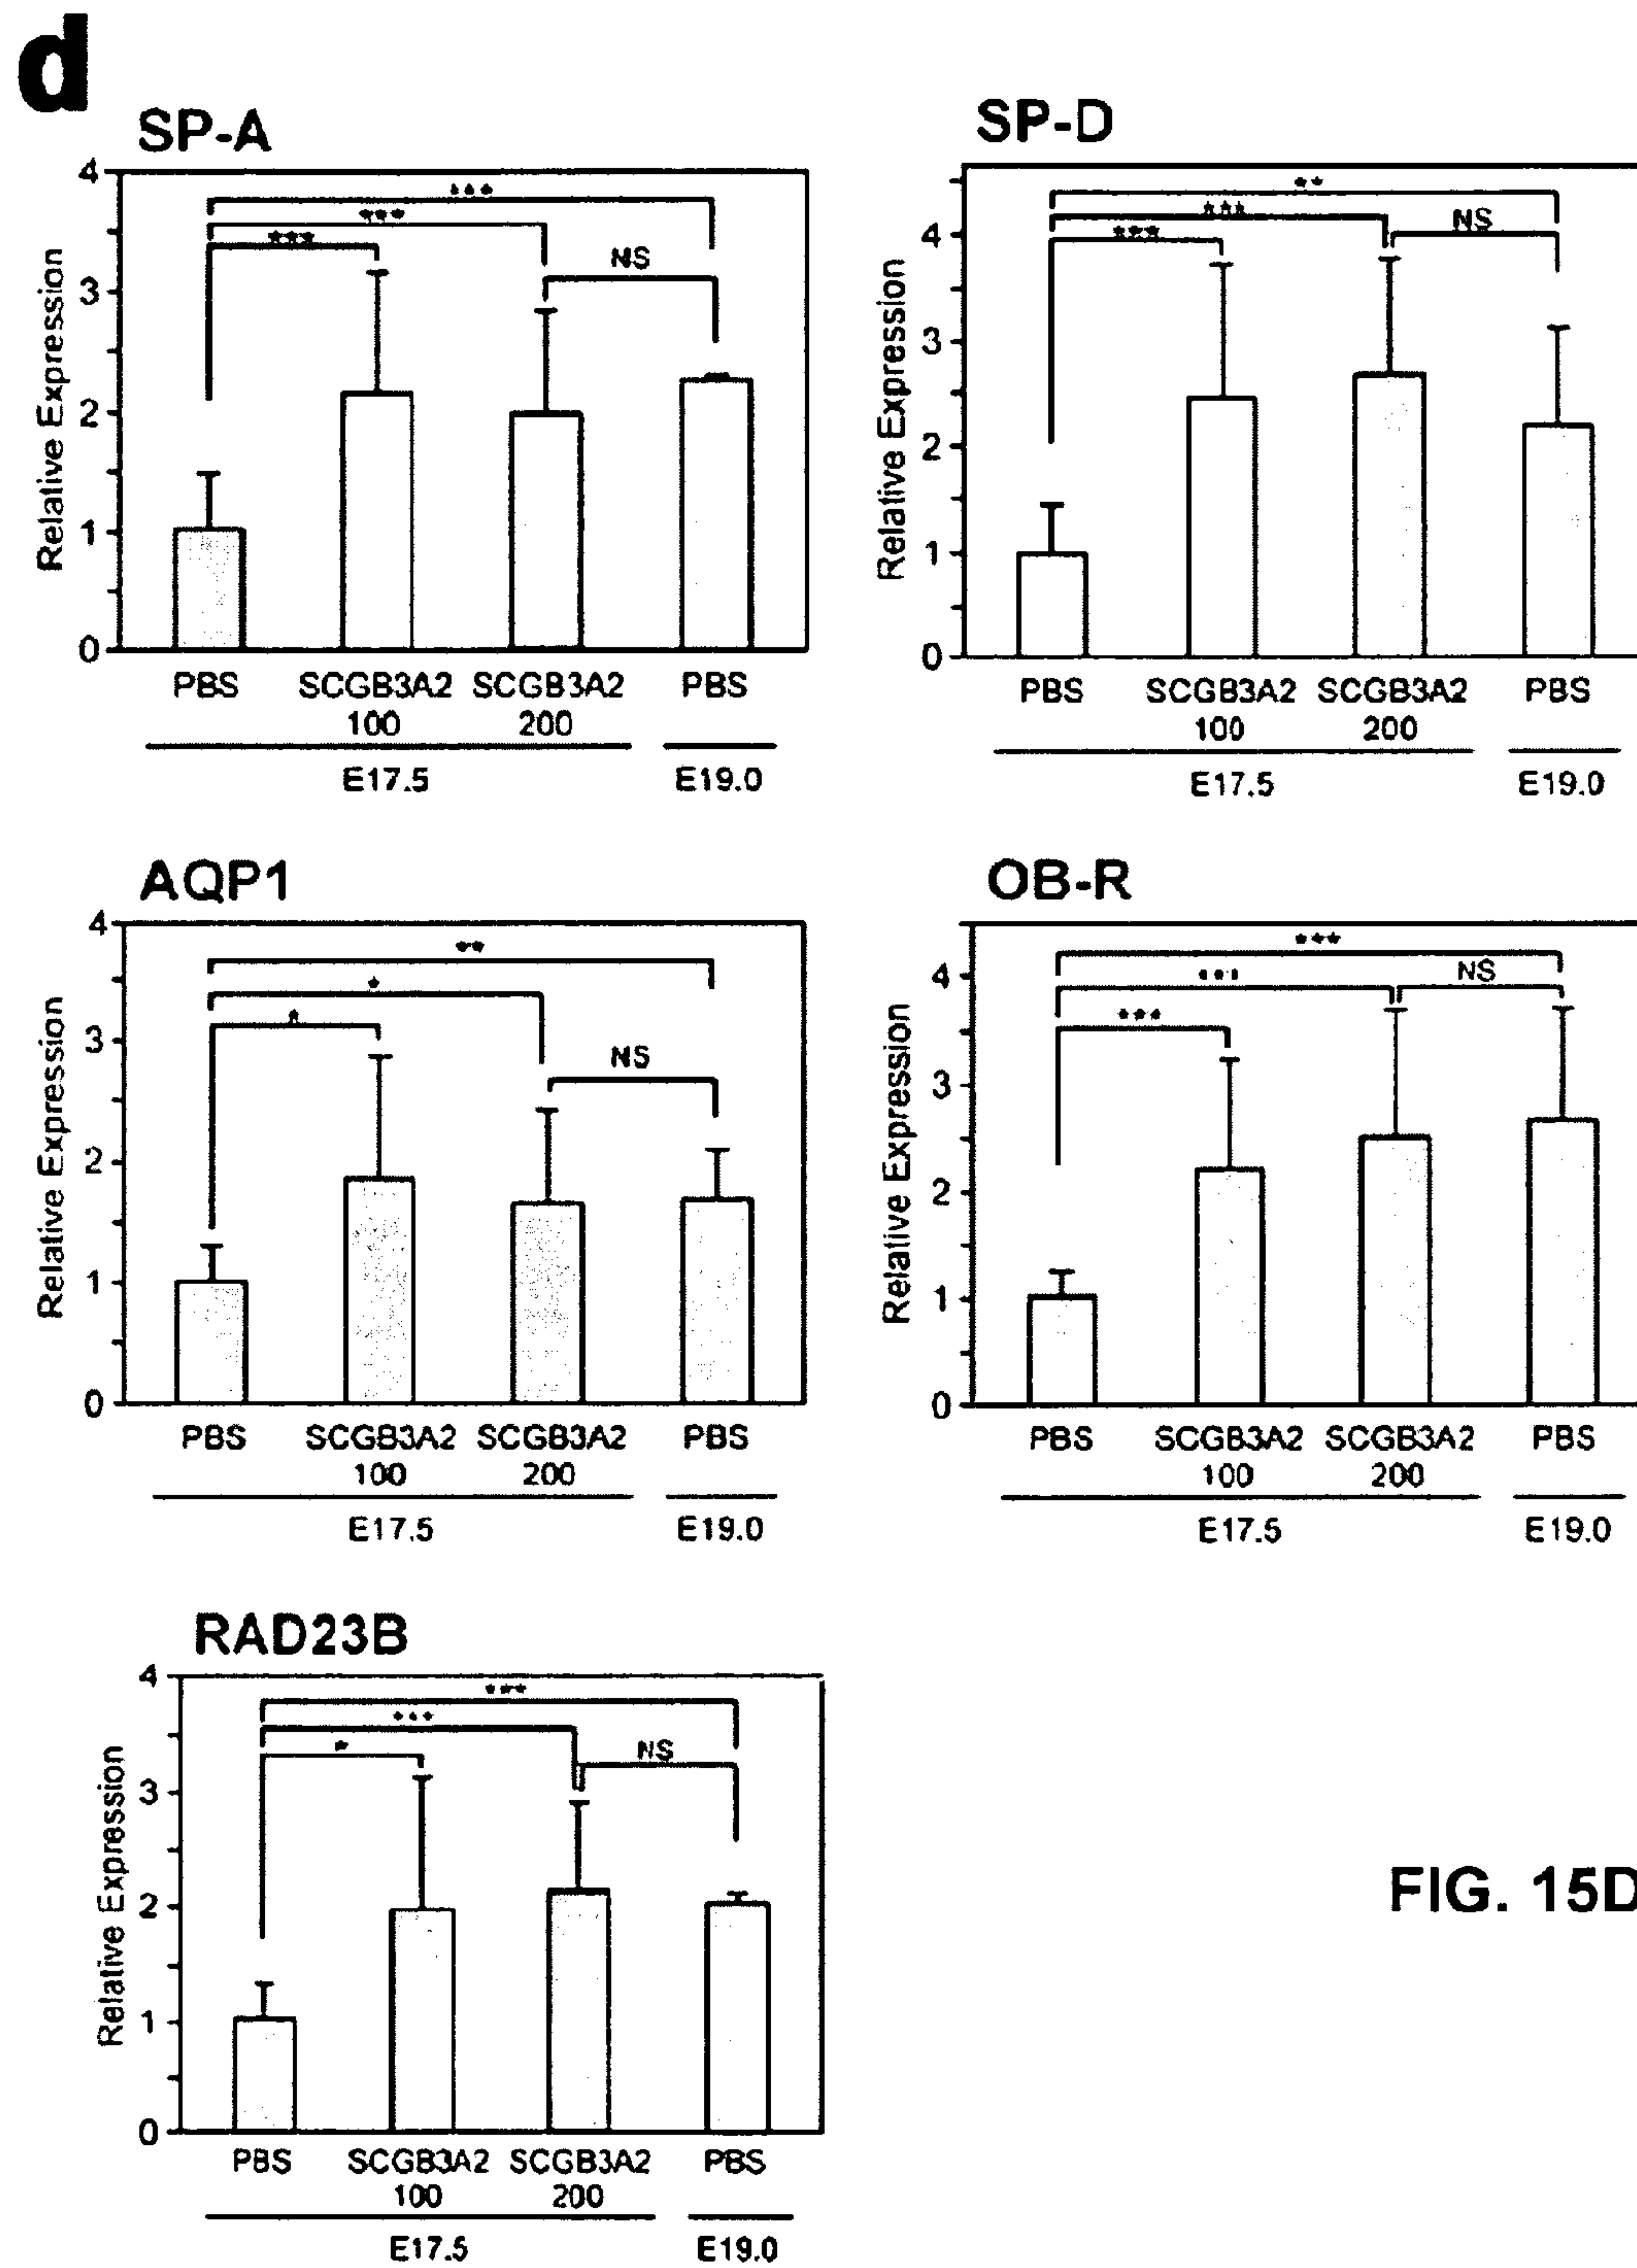 d
SP-A
4
3
2
1
0
Relative Expression
***
***
***
NS
PBS SCGB3A2 SCGB3A2 PBS
100 200
E17.5 E19.0
SP-D
4
3
2
1
0
Relative Expression
**
***
***
NS
PBS SCGB3A2 SCGB3A2 PBS
100 200
E17.5 E19.0
AQP1
4
3
2
1
0
Relative Expression
**
*
*
NS
PBS SCGB3A2 SCGB3A2 PBS
100 200
E17.5 E19.0
OB-R
4
3
2
1
0
Relative Expression
***
***
***
NS
PBS SCGB3A2 SCGB3A2 PBS
100 200
E17.5 E19.0
RAD23B
4
3
2
1
0
Relative Expression
***
***
*
NS
PBS SCGB3A2 SCGB3A2 PBS
100 200
E17.5 E19.0
FIG. 15D